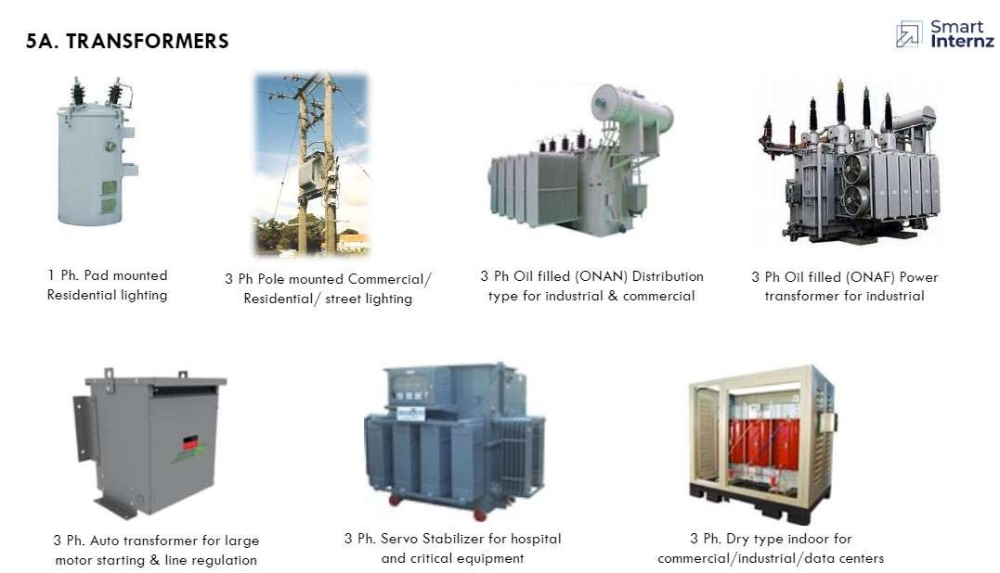 5A. TRANSFORMERS
Smart
Internz
1 Ph. Pad mounted
Residential lighting
3 Ph Pole mounted Commercial/
Residential/ street lighting
3 Ph Oil filled (ONAN) Distribution
type for industrial & commercial
3 Ph Oil filled (ONAF) Power
transformer for industrial
3 Ph. Auto transformer for large
motor starting & line regulation
3 Ph. Servo Stabilizer for hospital
and critical equipment
3 Ph. Dry type indoor for
commercial/industrial/data centers